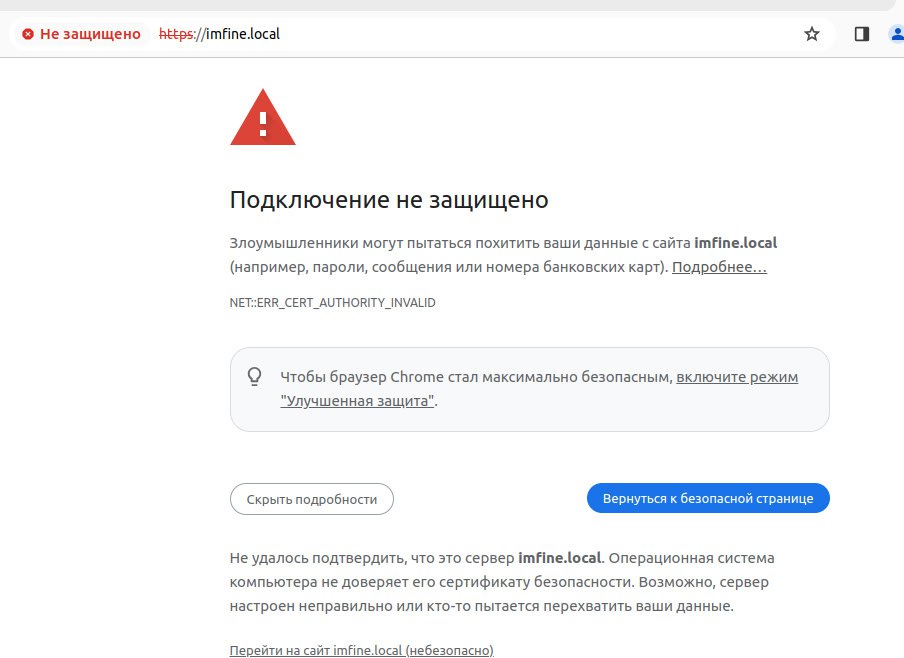 Не защищено https://imfine.local
Подключение не защищено
Злоумышленники могут пытаться похитить ваши данные с сайта imfine.local
(например, пароли, сообщения или номера банковских карт). Подробнее…
NET::ERR_CERT_AUTHORITY_INVALID
Чтобы браузер Chrome стал максимально безопасным, включите режим
"Улучшенная защита".
Скрыть подробности
Вернуться к безопасной странице
Не удалось подтвердить, что это сервер imfine.local. Операционная система
компьютера не доверяет его сертификату безопасности. Возможно, сервер
настроен неправильно или кто-то пытается перехватить ваши данные.
Перейти на сайт imfine.local (небезопасно)